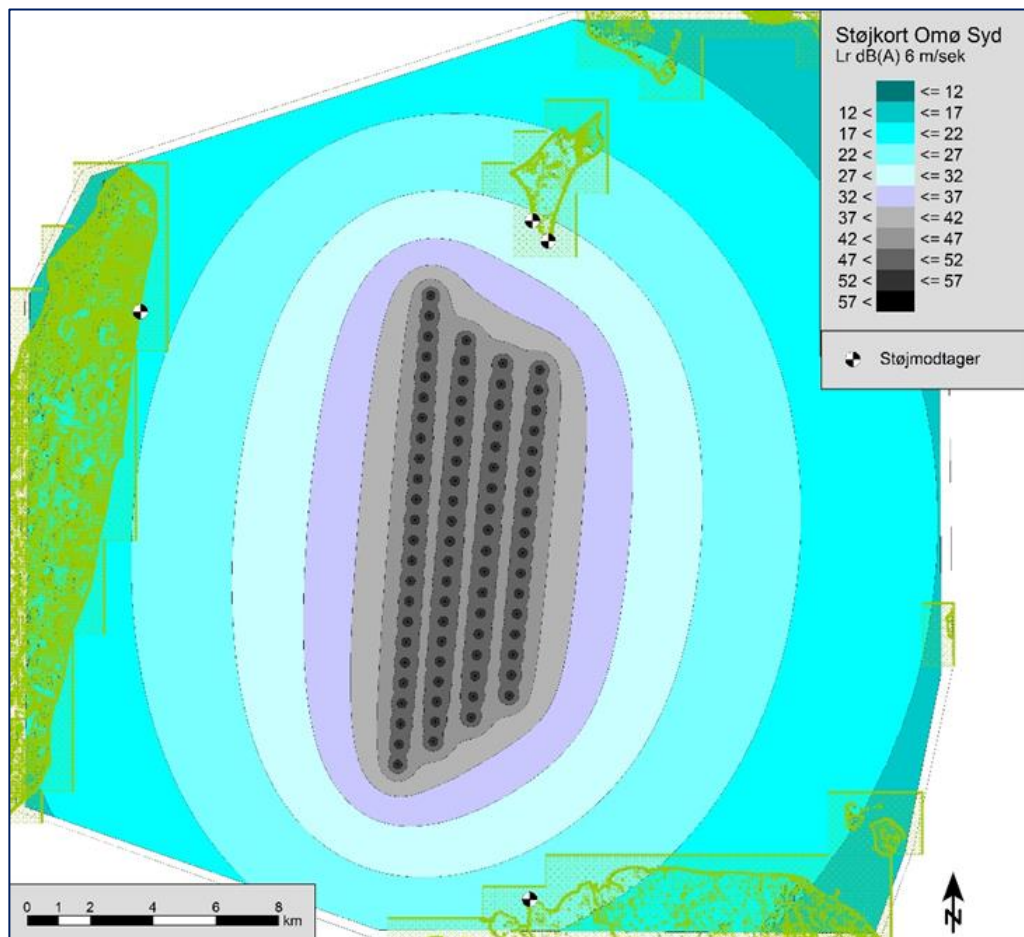 Støjkort Omø Syd
Lr dB(A) 6 m/sek
<= 12
12 < <= 17
17 < <= 22
22 < <= 27
27 < <= 32
32 < <= 37
37 < <= 42
42 < <= 47
47 < <= 52
52 < <= 57
57 <
Støjmodtager
0 1 2 4 6 8
km
N